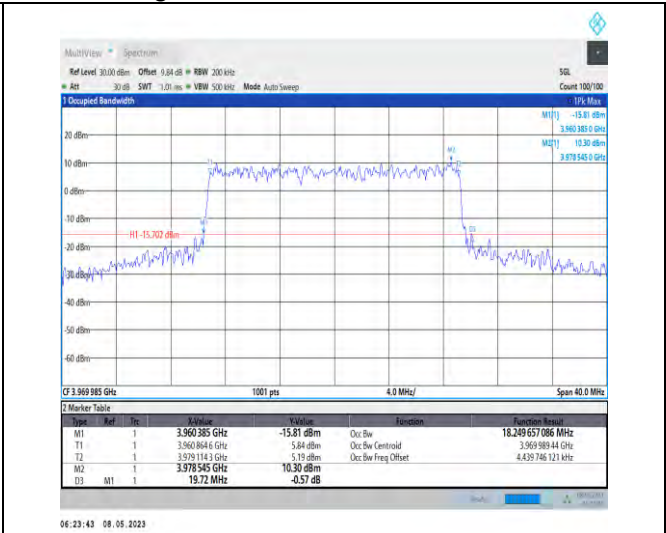 MultiView Spectrum
Ref Level 30.00 dBm Offset 9.84 dB RBW 200 kHz SGL
Att 30 dB SWT 1.01 ms VBW 500 kHz Mode Auto Sweep Count 100/100
1 Occupied Bandwidth 1Pk Max
M1[1] -15.81 dBm
3.960 385 0 GHz
M2[1] 10.30 dBm
3.978 545 0 GHz
20 dBm
M2
T1
T2
10 dBm
0 dBm
-10 dBm
M1
D3
H1 -15.702 dBm
-20 dBm
-30 dBm
-40 dBm
-50 dBm
-60 dBm
CF 3.969 985 GHz 1001 pts 4.0 MHz/ Span 40.0 MHz
2 Marker Table
Type Ref Trc X-Value Y-Value Function Function Result
M1 1 3.960 385 GHz -15.81 dBm Occ Bw 18.249 657 086 MHz
T1 1 3.960 864 6 GHz 5.84 dBm Occ Bw Centroid 3.969 989 44 GHz
T2 1 3.979 114 3 GHz 5.19 dBm Occ Bw Freq Offset 4.439 746 121 kHz
M2 1 3.978 545 GHz 10.30 dBm
D3 M1 1 19.72 MHz -0.57 dB
06:23:43 08.05.2023